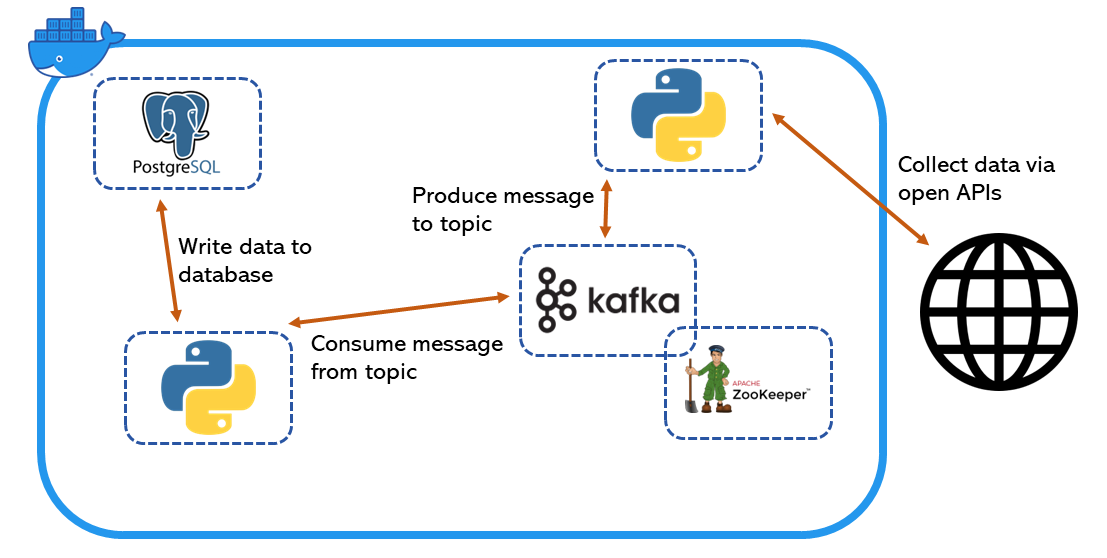 PostgreSQL
Collect data via
open APIs
Produce message
to topic
Write data to
database
kafka
Consume message
from topic
APACHE
ZooKeeper™